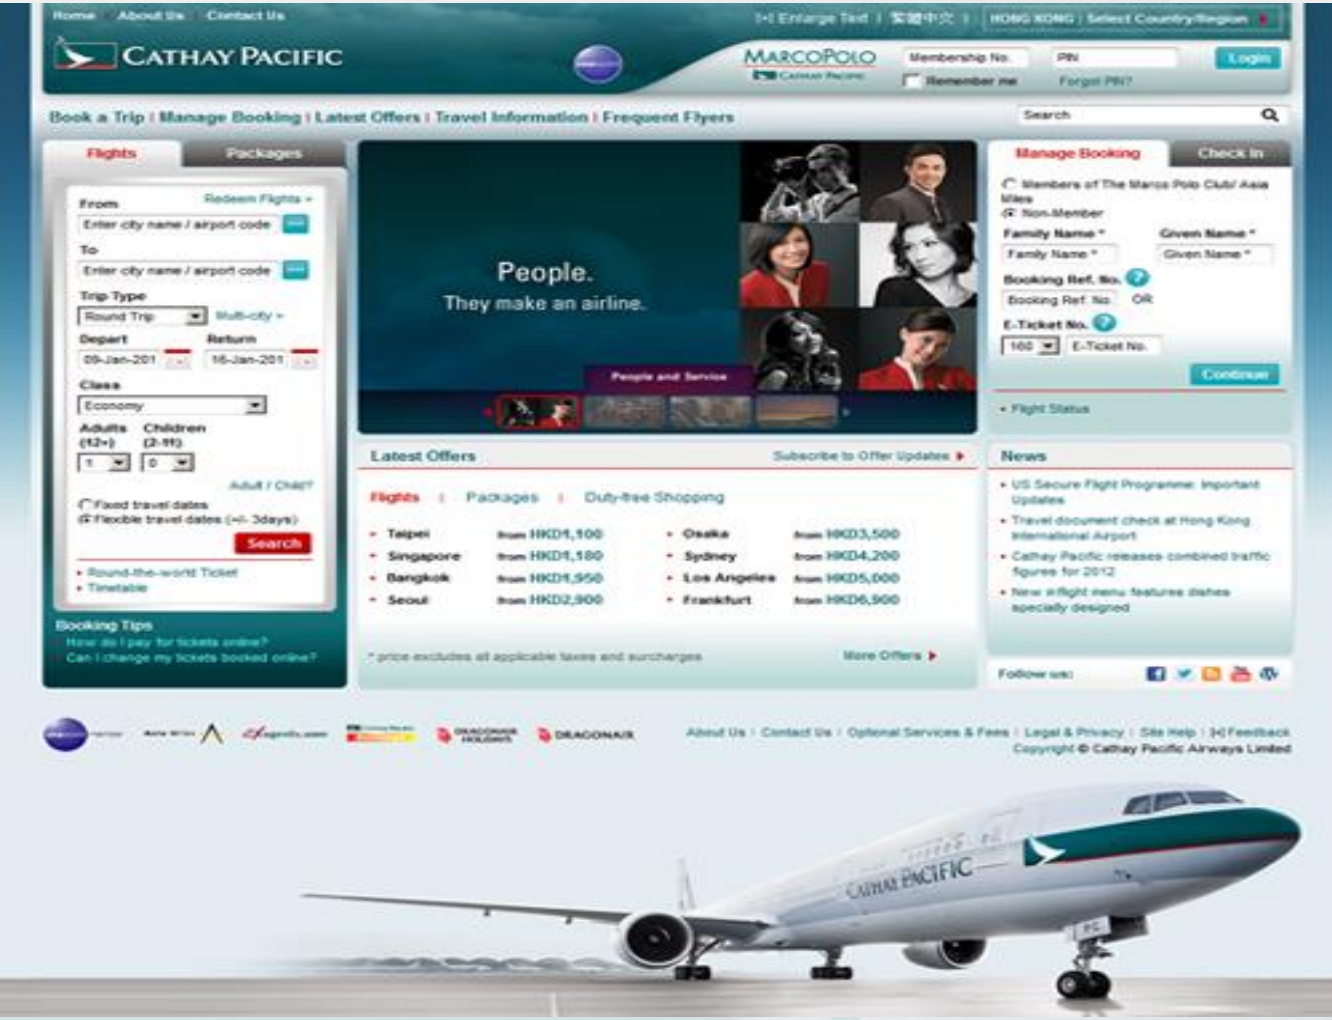 Home About Us Contact Us
[+] Enlarge Text | 繁體中文 | HONG KONG | Select Country/Region
CATHAY PACIFIC
MARCOPOLO
CATHAY PACIFIC
Membership No. PIN Login
Remember me Forgot PIN?
Book a Trip | Manage Booking | Latest Offers | Travel Information | Frequent Flyers
Search
Flights Packages
From Redeem Flights
Enter city name / airport code
To
Enter city name / airport code
Trip Type
Round Trip Multi-city
Depart Return
09-Jan-201 16-Jan-201
Class
Economy
Adults Children
(12+) (2-11)
1 0
Adult / Child?
Fixed travel dates
Flexible travel dates (+/- 3days)
Search
Round-the-world Ticket
Timetable
Booking Tips
How do I pay for tickets online?
Can I change my tickets booked online?
People.
They make an airline.
People and Service
Manage Booking Check In
Members of The Marco Polo Club/ Asia
Miles
Non-Member
Family Name * Given Name *
Family Name * Given Name *
Booking Ref. No. ?
Booking Ref. No. OR
E-Ticket No. ?
160 E-Ticket No.
Continue
Flight Status
Latest Offers Subscribe to Offer Updates
Flights | Packages | Duty-free Shopping
Taipei from HKD1,100 Osaka from HKD3,500
Singapore from HKD1,180 Sydney from HKD4,200
Bangkok from HKD1,950 Los Angeles from HKD5,000
Seoul from HKD2,900 Frankfurt from HKD6,900
* price excludes all applicable taxes and surcharges More Offers
News
US Secure Flight Programme: Important
Updates
Travel document check at Hong Kong
International Airport
Cathay Pacific releases combined traffic
figures for 2012
New inflight menu features dishes
specially designed
Follow us:
DRAGONAIR
HOLIDAYS
DRAGONAIR
About Us | Contact Us | Optional Services & Fees | Legal & Privacy | Site Help | [+] Feedback
Copyright © Cathay Pacific Airways Limited
CATHAY PACIFIC